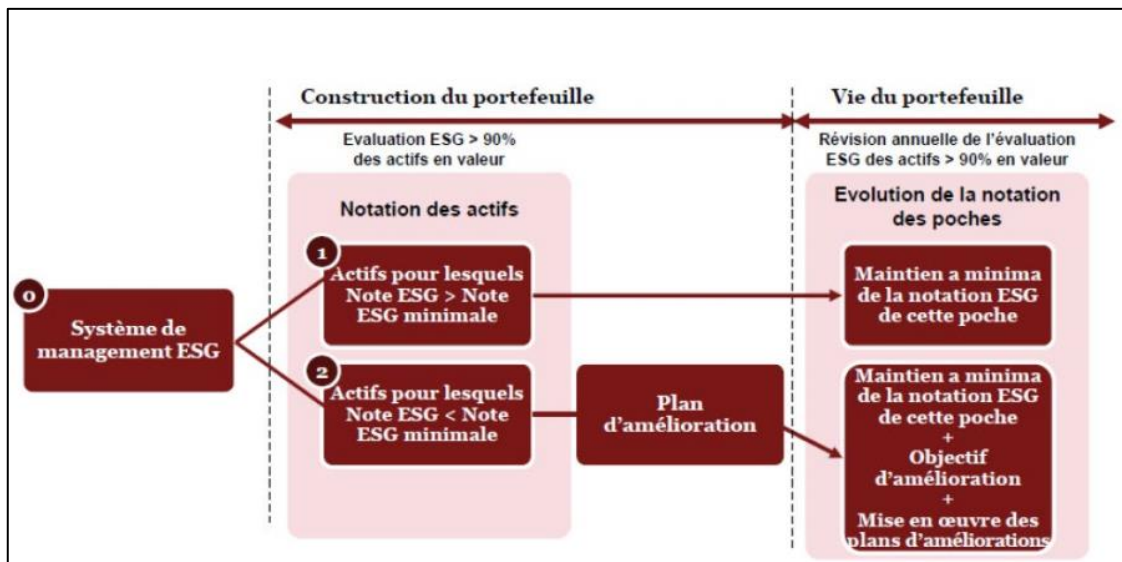 Construction du portefeuille
Vie du portefeuille
Evaluation ESG > 90%
des actifs en valeur
Révision annuelle de l'évaluation
ESG des actifs > 90% en valeur
Notation des actifs
Evolution de la notation
des poches
0
Système de
management ESG
1
Actifs pour lesquels
Note ESG > Note
ESG minimale
Maintien a minima
de la notation ESG
de cette poche
2
Actifs pour lesquels
Note ESG < Note
ESG minimale
Plan
d'amélioration
Maintien a minima
de la notation ESG
de cette poche
+
Objectif
d'amélioration
+
Mise en œuvre des
plans d'améliorations